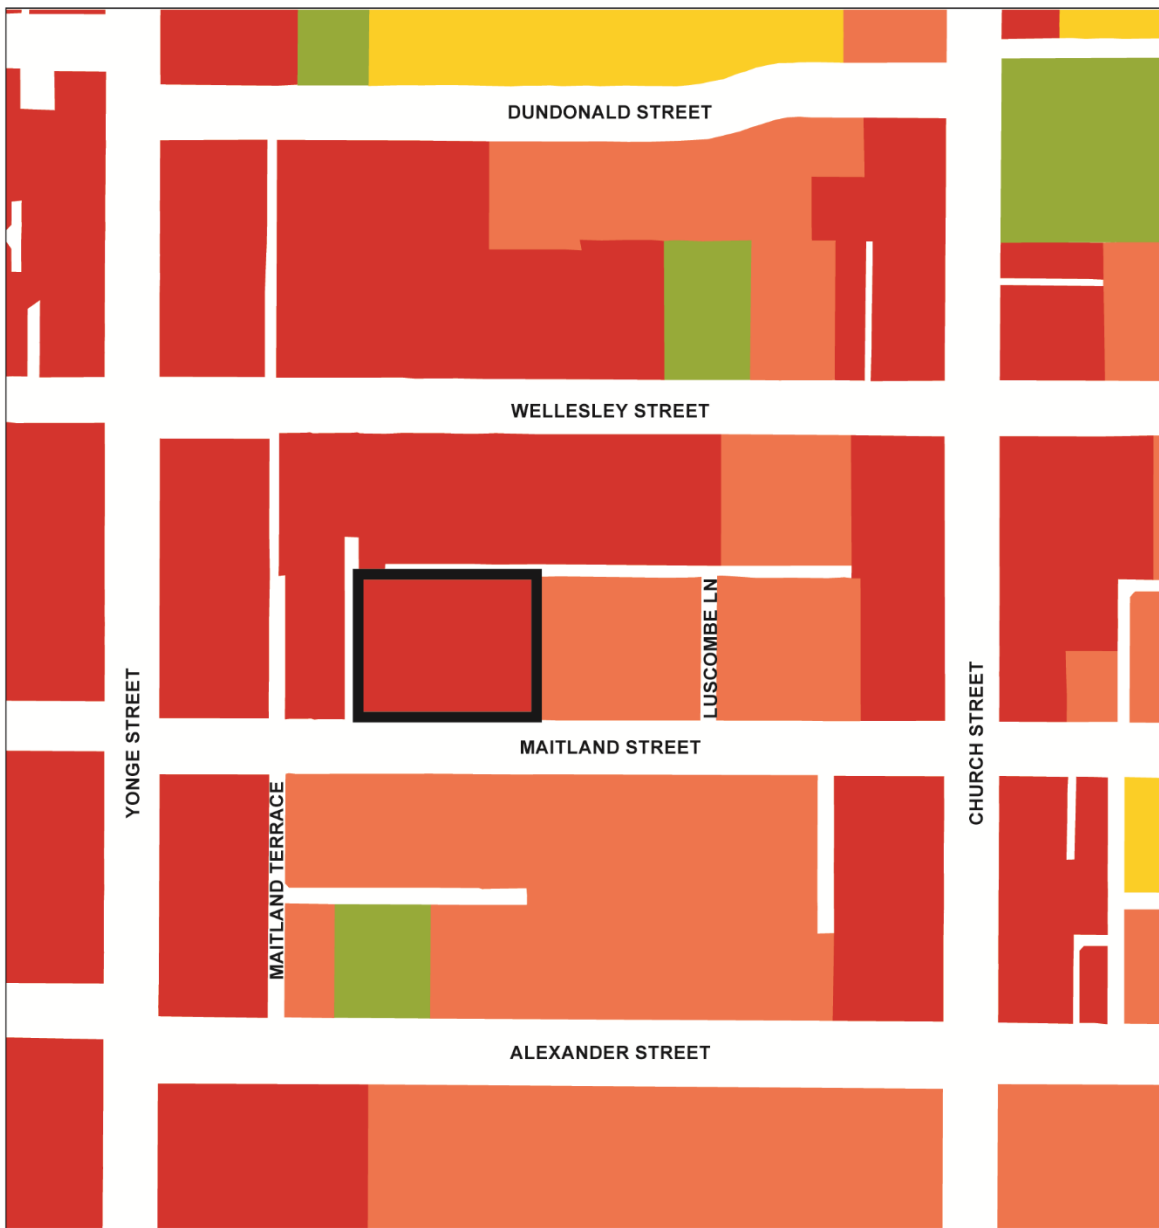 DUNDONALD STREET
WELLESLEY STREET
LUSCOMBE LN
YONGE STREET
CHURCH STREET
MAITLAND STREET
MAITLAND TERRACE
ALEXANDER STREET